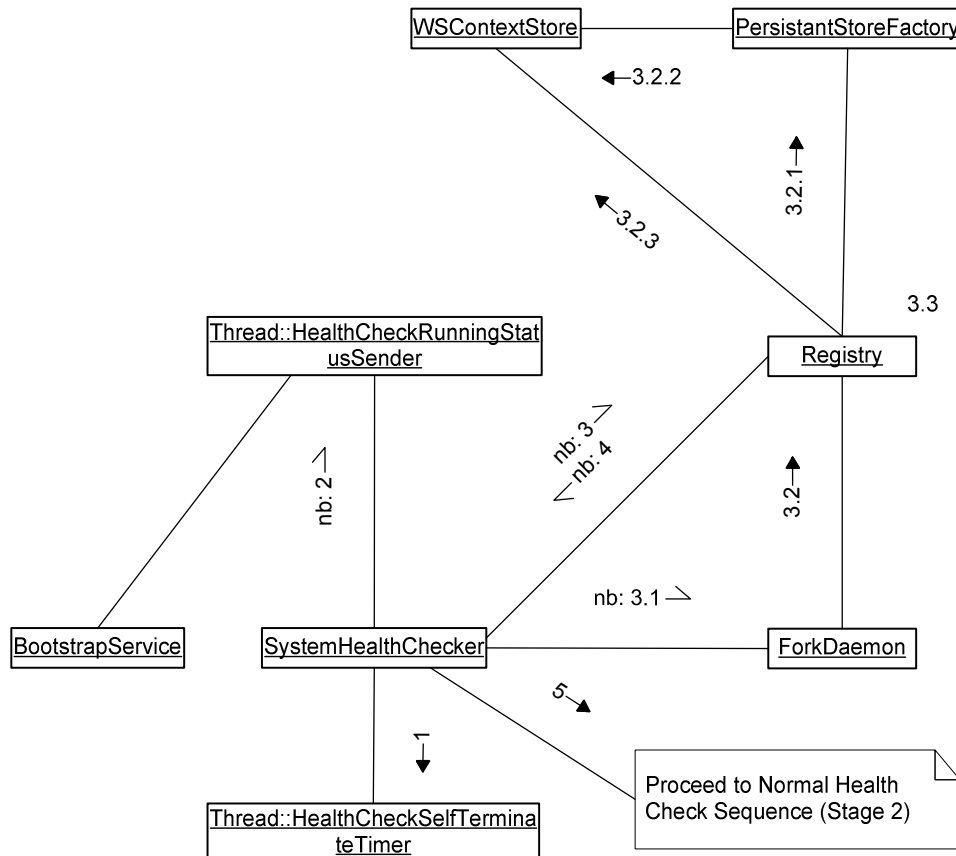 WSContextStore
PersistantStoreFactory
3.2.2
3.2.1
3.2.3
3.3
Thread::HealthCheckRunningStat
usSender
Registry
nb: 3
nb: 4
nb: 2
3.2
nb: 3.1
BootstrapService
SystemHealthChecker
ForkDaemon
5
1
Proceed to Normal Health
Check Sequence (Stage 2)
Thread::HealthCheckSelfTermina
teTimer